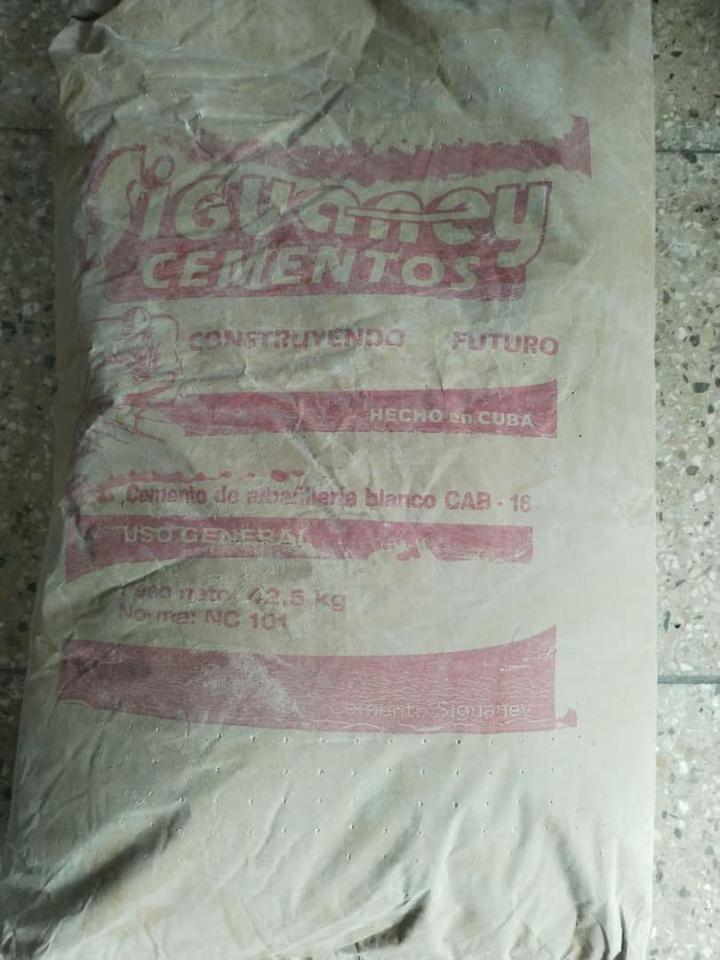 Siguaney
CEMENTOS
CONSTRUYENDO FUTURO
HECHO en CUBA
Cemento de albañilería blanco CAB - 16
USO GENERAL
Peso neto: 42,5 kg
Norma: NC 101
Siguaney